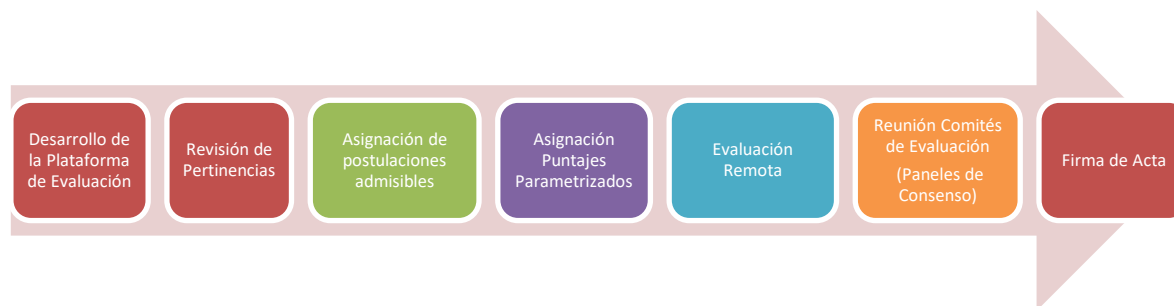 Desarrollo de
la Plataforma
de Evaluación
Revisión de
Pertinencias
Asignación de
postulaciones
admisibles
Asignación
Puntajes
Parametrizados
Evaluación
Remota
Reunión Comités
de Evaluación
(Paneles de
Consenso)
Firma de Acta